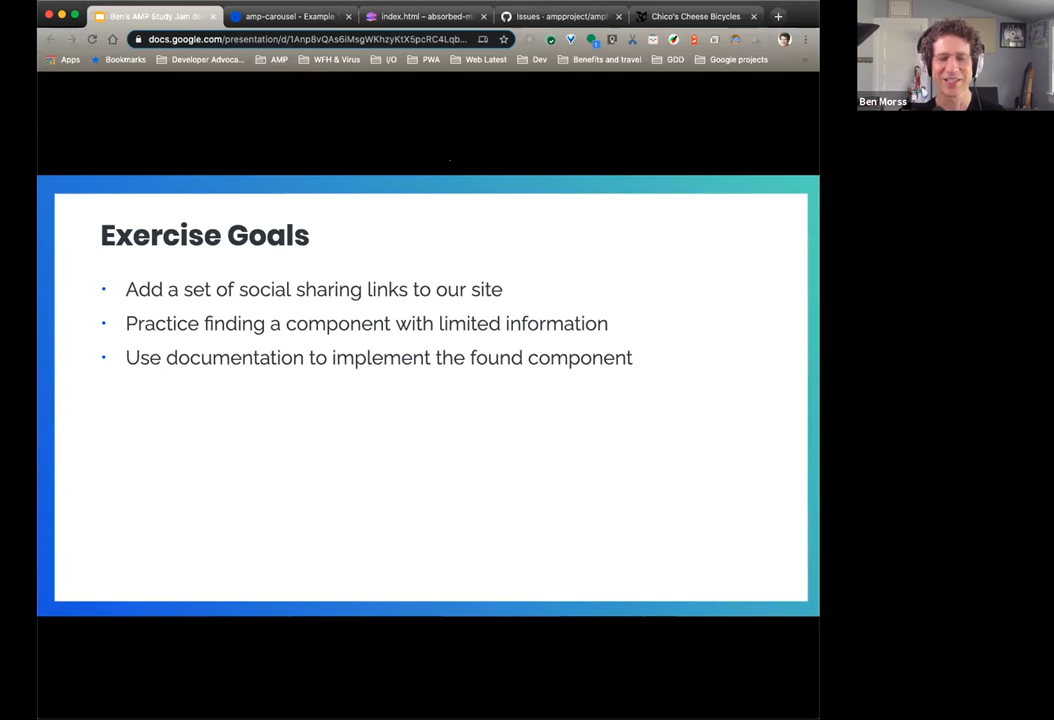 Ben's AMP Study Jam de
amp-carousel - Example
index.html – absorbed-m
Issues · ampproject/ampl
Chico's Cheese Bicycles
docs.google.com/presentation/d/1Anp8vQAs6iMsgWKhzyKtX5pcRC4Lqb...
Apps
Bookmarks
Developer Advoca...
AMP
WFH & Virus
I/O
PWA
Web Latest
Dev
Benefits and travel
GDD
Google projects
Ben Morss
Exercise Goals
• Add a set of social sharing links to our site
• Practice finding a component with limited information
• Use documentation to implement the found component